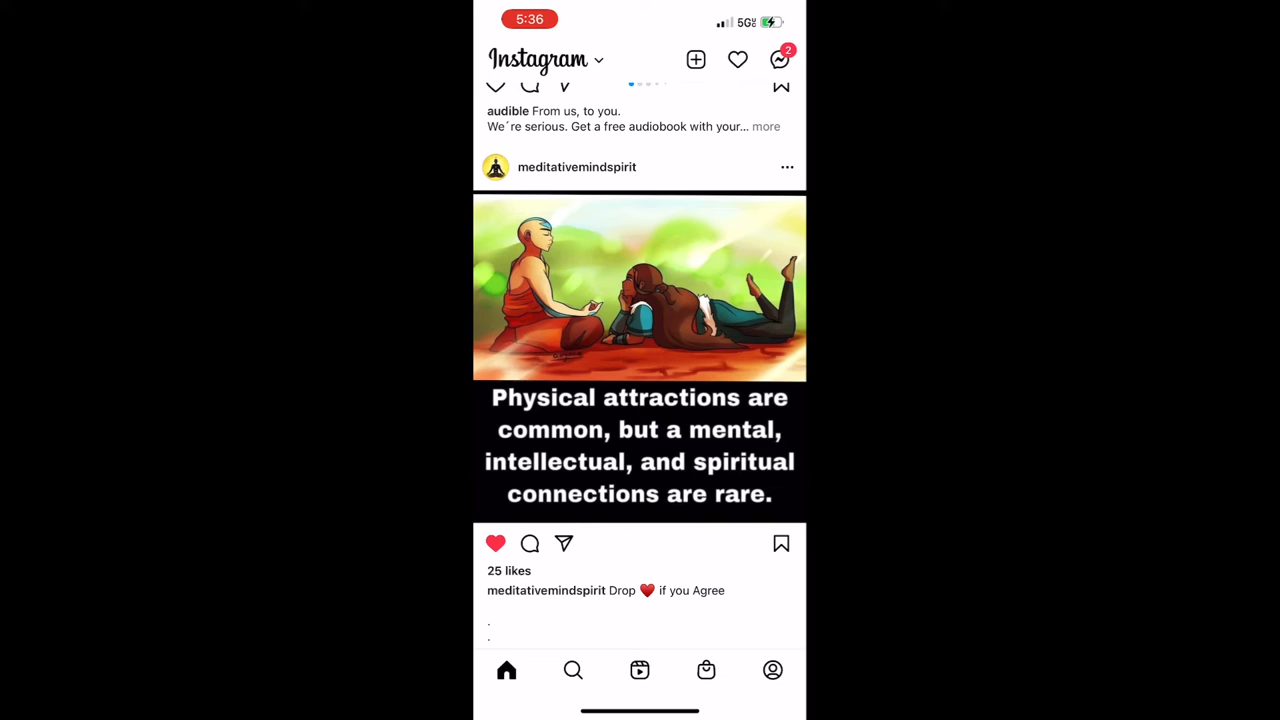 5:36
5G
Instagram
2
audible From us, to you.
We´re serious. Get a free audiobook with your... more
meditativemindspirit
Physical attractions are
common, but a mental,
intellectual, and spiritual
connections are rare.
25 likes
meditativemindspirit Drop ♥️ if you Agree
.
.